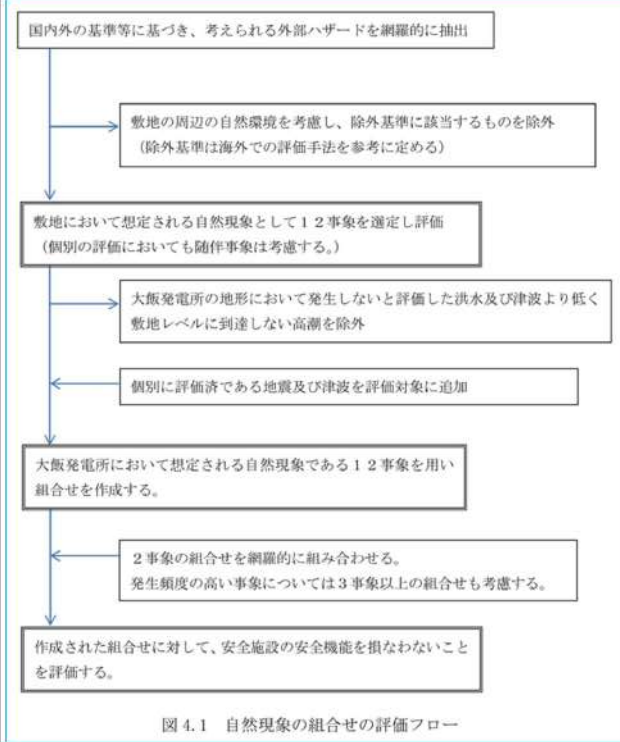 国内外の基準等に基づき、考えられる外部ハザードを網羅的に抽出
敷地の周辺の自然環境を考慮し、除外基準に該当するものを除外
（除外基準は海外での評価手法を参考に定める）
敷地において想定される自然現象として１２事象を選定し評価
（個別の評価においても随伴事象は考慮する。）
大飯発電所の地形において発生しないと評価した洪水及び津波より低く
敷地レベルに到達しない高潮を除外
個別に評価済である地震及び津波を評価対象に追加
大飯発電所において想定される自然現象である１２事象を用い
組合せを作成する。
２事象の組合せを網羅的に組み合わせる。
発生頻度の高い事象については３事象以上の組合せも考慮する。
作成された組合せに対して、安全施設の安全機能を損なわないこと
を評価する。
図 4.1　自然現象の組合せの評価フロー